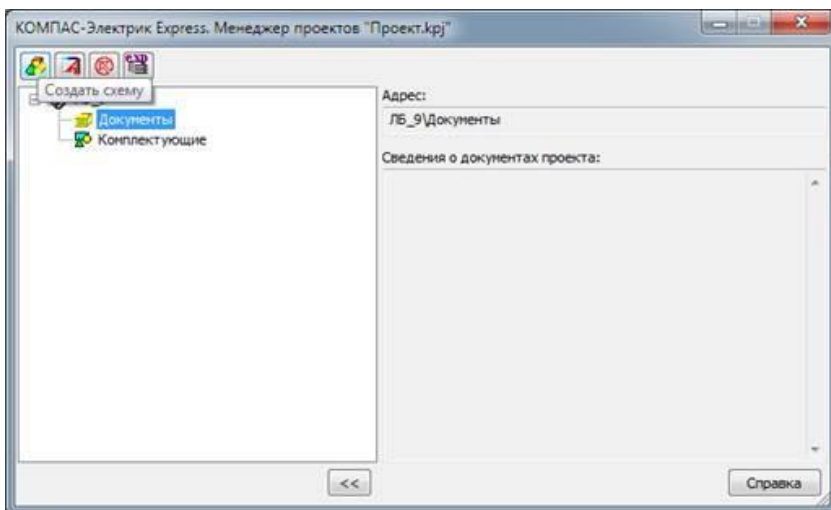 КОМПАС-Электрик Express. Менеджер проектов "Проект.kpj"
Создать схему
Документы
Комплектующие
Адрес:
ЛБ_9\Документы
Сведения о документах проекта:
<<
Справка